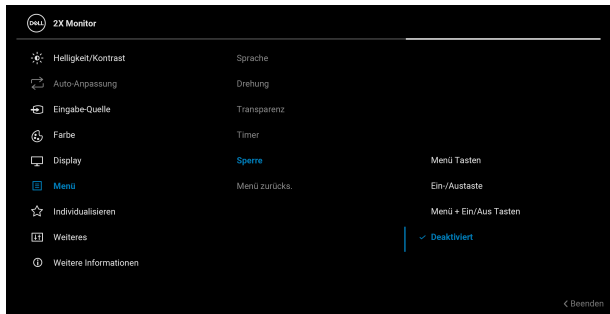 DELL 2X Monitor
Helligkeit/Kontrast Sprache
Auto-Anpassung Drehung
Eingabe-Quelle Transparenz
Farbe Timer
Display Sperre Menü Tasten
Menü Menü zurücks. Ein-/Austaste
Individualisieren Menü + Ein/Aus Tasten
Weiteres Deaktiviert
Weitere Informationen
Beenden